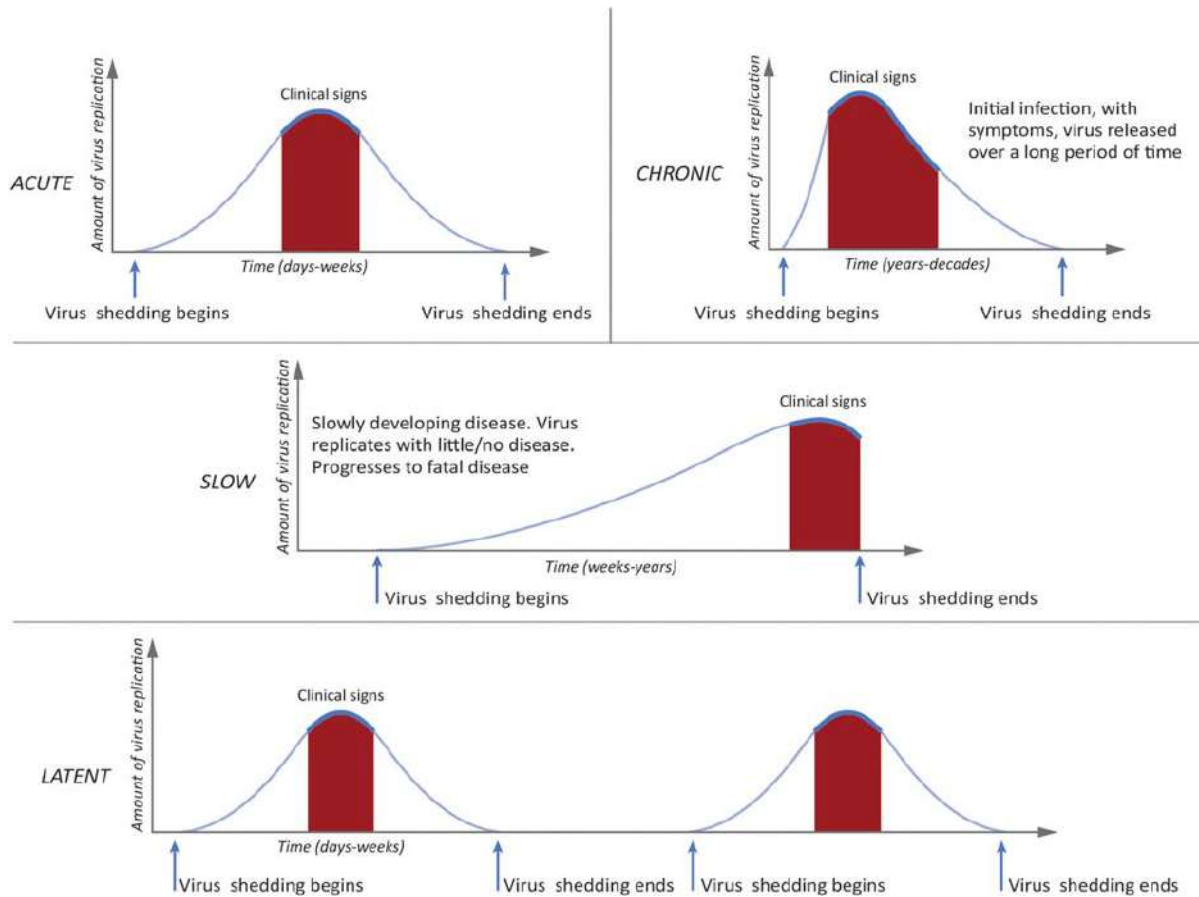 ACUTE
Amount of virus replication
Clinical signs
Time (days-weeks)
Virus shedding begins
Virus shedding ends
CHRONIC
Amount of virus replication
Clinical signs
Initial infection, with
symptoms, virus released
over a long period of time
Time (years-decades)
Virus shedding begins
Virus shedding ends
SLOW
Amount of virus replication
Slowly developing disease. Virus
replicates with little/no disease.
Progresses to fatal disease
Clinical signs
Time (weeks-years)
Virus shedding begins
Virus shedding ends
LATENT
Amount of virus replication
Clinical signs
Time (days-weeks)
Virus shedding begins
Virus shedding ends
Virus shedding begins
Virus shedding ends